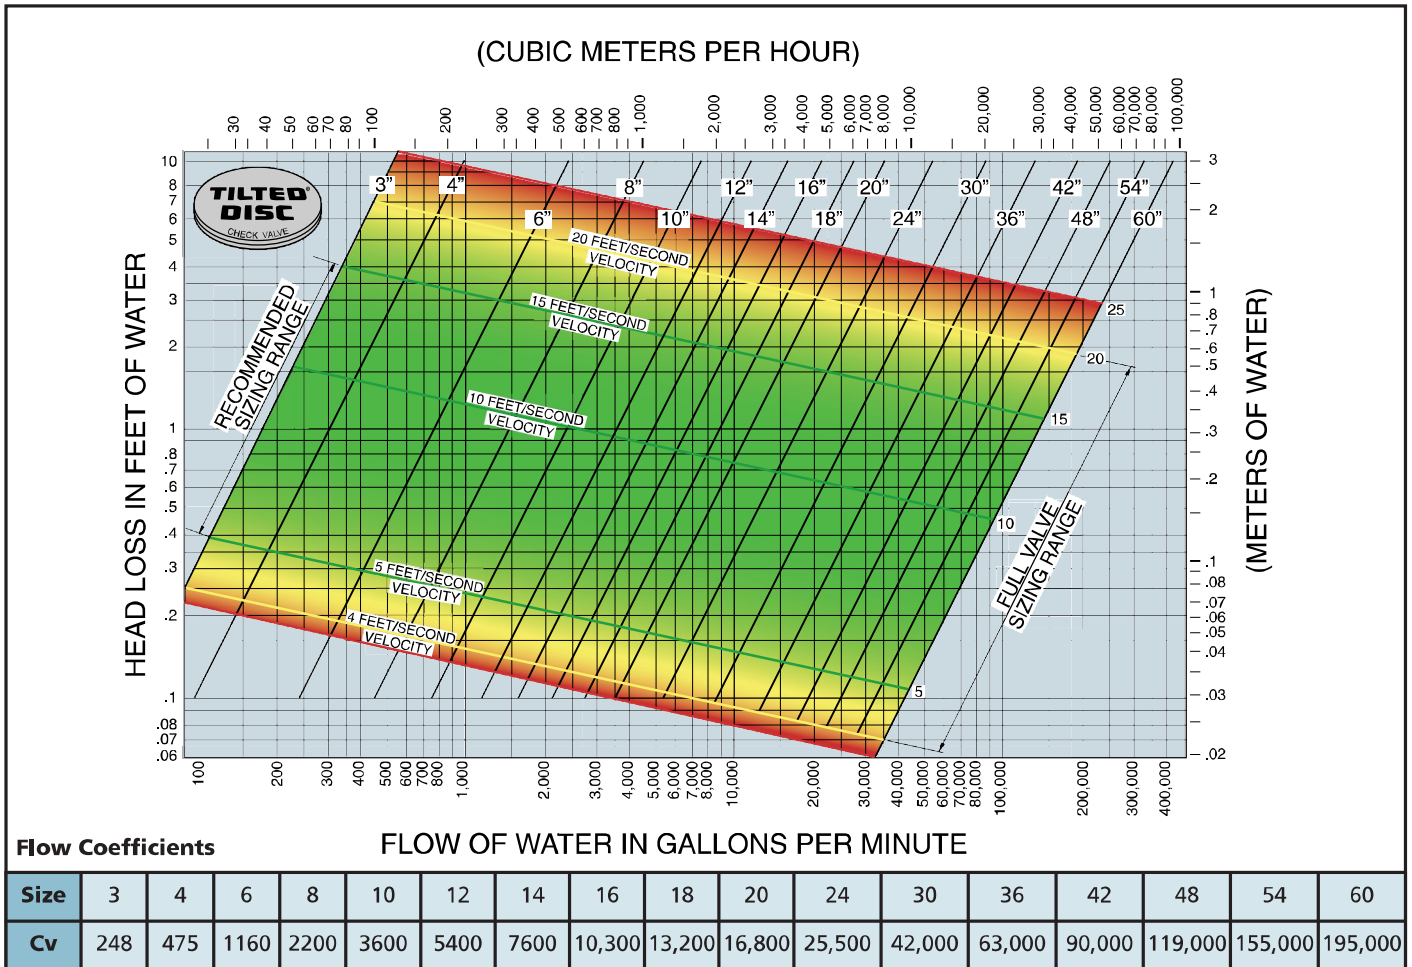 (CUBIC METERS PER HOUR)
30 40 50 60 70 80 100 200 300 400 500 600 700 800 1,000 2,000 3,000 4,000 5,000 6,000 7,000 8,000 10,000 20,000 30,000 40,000 50,000 60,000 70,000 80,000 100,000
TILTED®
DISC
CHECK VALVE
3” 4” 8” 12” 16” 20” 30” 42” 54”
6” 10” 14” 18” 24” 36” 48” 60”
20 FEET/SECOND
VELOCITY
15 FEET/SECOND
VELOCITY
10 FEET/SECOND
VELOCITY
5 FEET/SECOND
VELOCITY
4 FEET/SECOND
VELOCITY
25
20
15
10
5
RECOMMENDED
SIZING RANGE
FULL VALVE
SIZING RANGE
HEAD LOSS IN FEET OF WATER
10
8
7
6
5
4
3
2
1
.8
.7
.6
.5
.4
.3
.2
.1
.08
.07
.06
(METERS OF WATER)
3
2
1
.8
.7
.6
.5
.4
.3
.2
.1
.08
.07
.06
.05
.04
.03
.02
100 200 300 400 500 600 700 800 1,000 2,000 3,000 4,000 5,000 6,000 7,000 8,000 10,000 20,000 30,000 40,000 50,000 60,000 70,000 80,000 100,000 200,000 300,000 400,000
FLOW OF WATER IN GALLONS PER MINUTE
Flow Coefficients
Size 3 4 6 8 10 12 14 16 18 20 24 30 36 42 48 54 60
Cv 248 475 1160 2200 3600 5400 7600 10,300 13,200 16,800 25,500 42,000 63,000 90,000 119,000 155,000 195,000